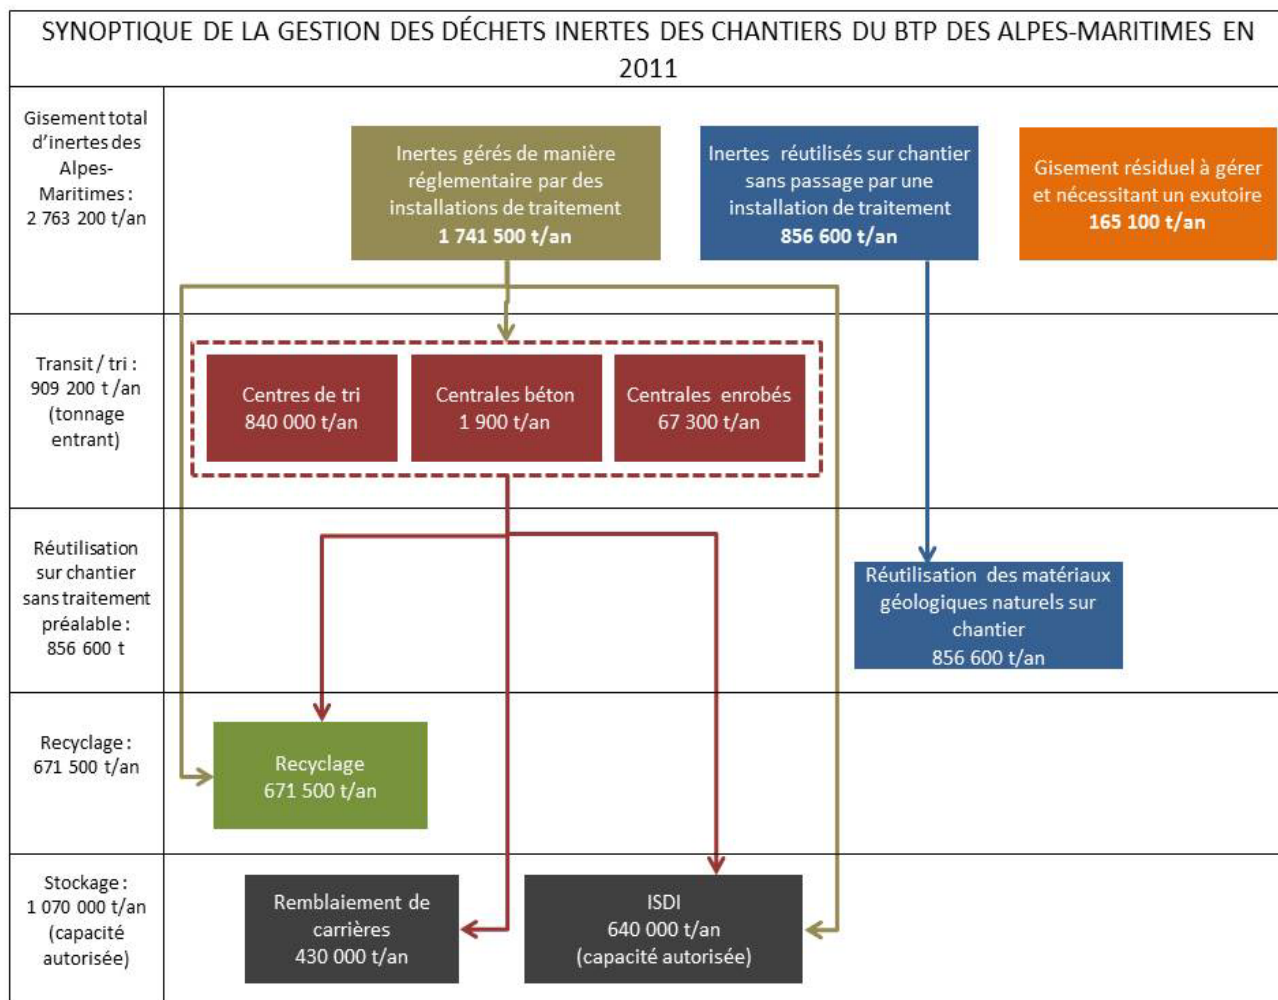 SYNOPTIQUE DE LA GESTION DES DÉCHETS INERTES DES CHANTIERS DU BTP DES ALPES-MARITIMES EN
2011
Gisement total
d'inertes des
Alpes-
Maritimes :
2 763 200 t/an
Inertes gérés de manière
réglementaire par des
installations de traitement
1 741 500 t/an
Inertes réutilisés sur chantier
sans passage par une
installation de traitement
856 600 t/an
Gisement résiduel à gérer
et nécessitant un exutoire
165 100 t/an
Transit / tri :
909 200 t /an
(tonnage
entrant)
Centres de tri
840 000 t/an
Centrales béton
1 900 t/an
Centrales enrobés
67 300 t/an
Réutilisation
sur chantier
sans traitement
préalable :
856 600 t
Réutilisation des matériaux
géologiques naturels sur
chantier
856 600 t/an
Recyclage :
671 500 t/an
Recyclage
671 500 t/an
Stockage :
1 070 000 t/an
(capacité
autorisée)
Remblaiement de
carrières
430 000 t/an
ISDI
640 000 t/an
(capacité autorisée)